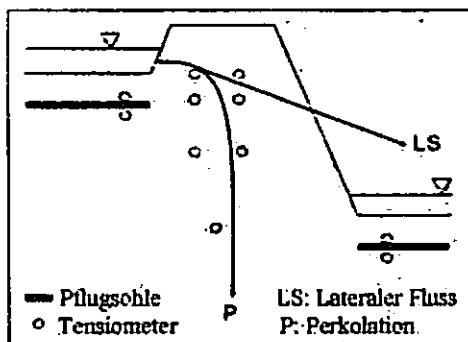 LS
P
Pflugsohle LS: Lateraler Fluss
Tensiometer P: Perkolation